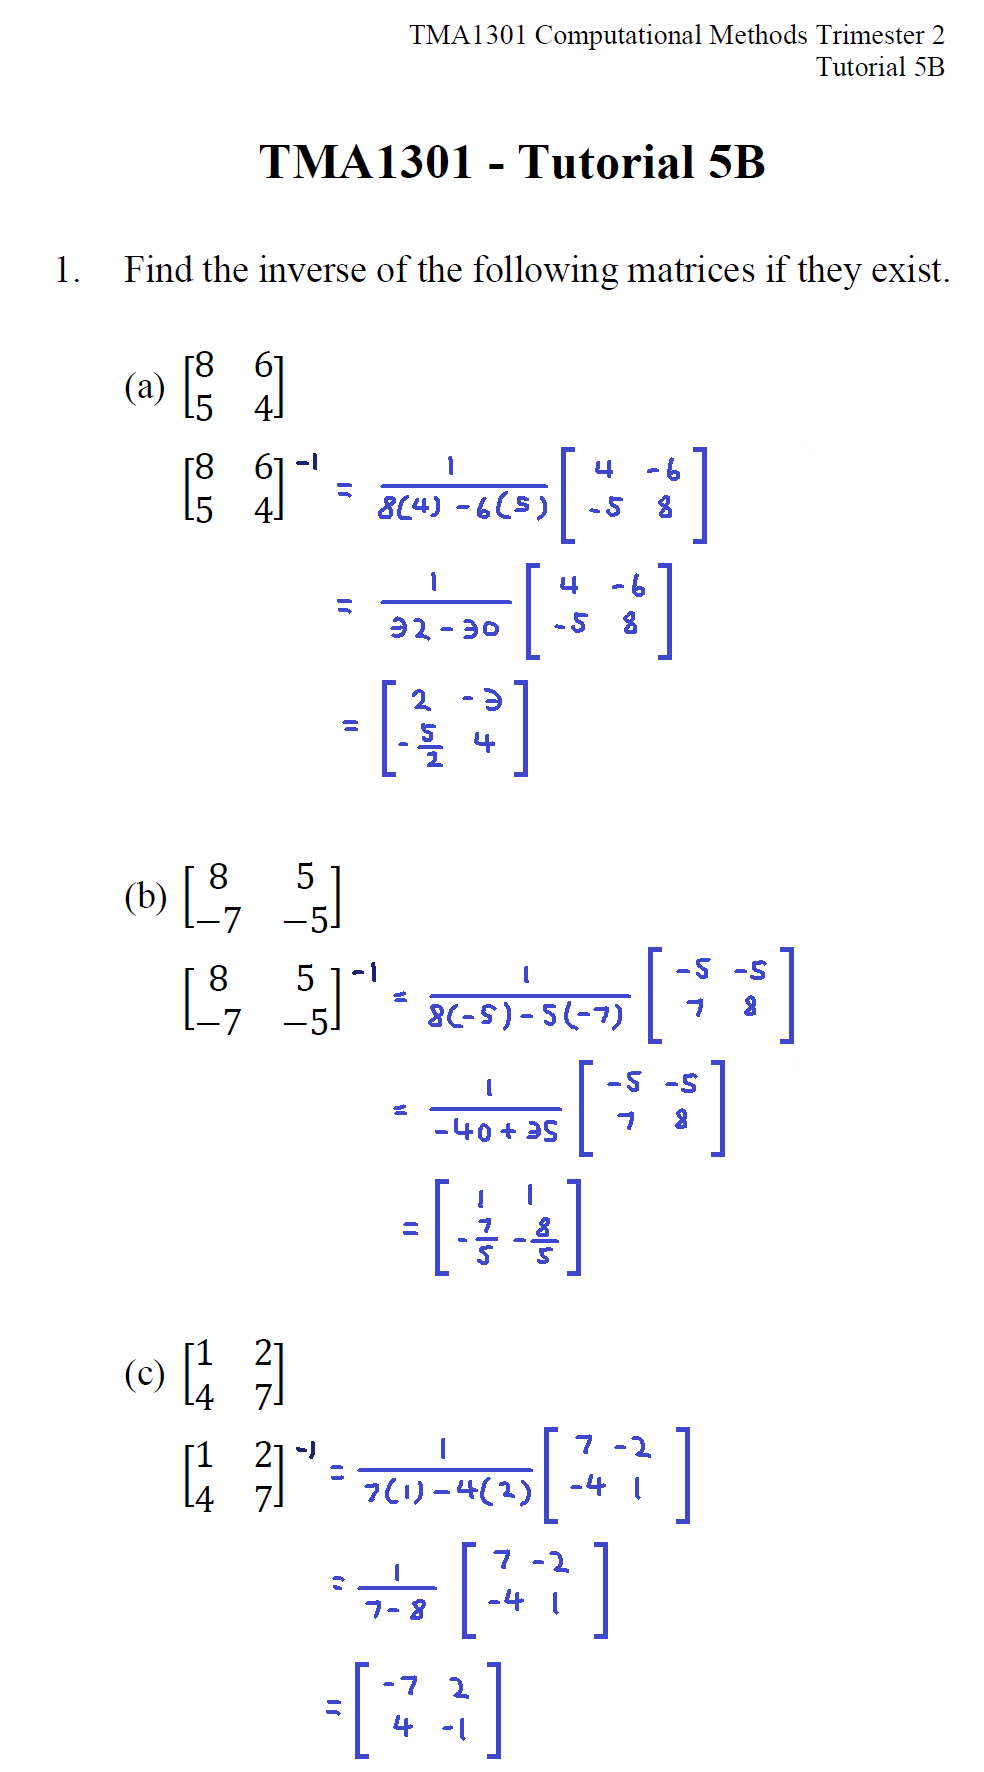 TMA1301 Computational Methods Trimester 2
Tutorial 5B
TMA1301 - Tutorial 5B
1. Find the inverse of the following matrices if they exist.
(a) [8 6
5 4]
[8 6
5 4]⁻¹ = 1 / (8(4) - 6(5)) [4 -6
-5 8]
= 1 / (32 - 30) [4 -6
-5 8]
= [2 -3
-5/2 4]
(b) [8 5
−7 −5]
[8 5
−7 −5]⁻¹ = 1 / (8(-5) - 5(-7)) [-5 -5
7 8]
= 1 / (-40 + 35) [-5 -5
7 8]
= [1 1
-7/5 -8/5]
(c) [1 2
4 7]
[1 2
4 7]⁻¹ = 1 / (7(1) - 4(2)) [7 -2
-4 1]
= 1 / (7 - 8) [7 -2
-4 1]
= [-7 2
4 -1]